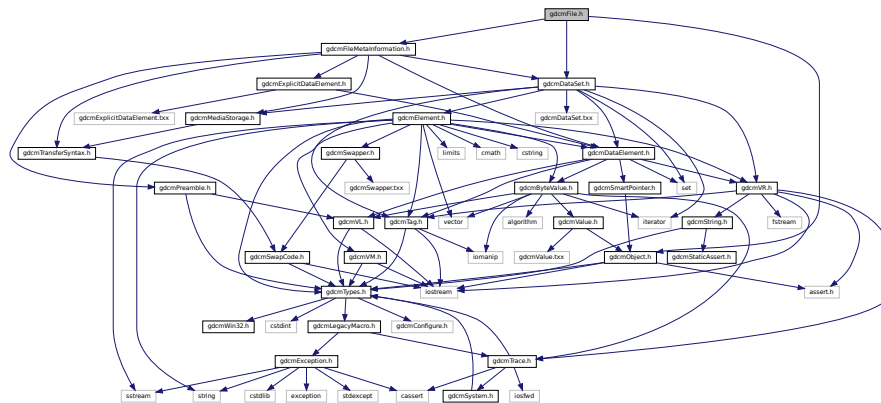 gdcmFile.h
gdcmFileMetaInformation.h
gdcmExplicitDataElement.h
gdcmDataSet.h
gdcmExplicitDataElement.txx
gdcmMediaStorage.h
gdcmElement.h
gdcmDataSet.txx
gdcmTransferSyntax.h
gdcmSwapper.h
limits
cmath
cstring
gdcmDataElement.h
gdcmPreamble.h
gdcmSwapper.txx
gdcmByteValue.h
gdcmSmartPointer.h
set
gdcmVR.h
gdcmVL.h
gdcmTag.h
vector
algorithm
gdcmValue.h
iterator
gdcmString.h
fstream
gdcmSwapCode.h
gdcmVM.h
iomanip
gdcmValue.txx
gdcmObject.h
gdcmStaticAssert.h
gdcmTypes.h
iostream
assert.h
gdcmWin32.h
cstdint
gdcmLegacyMacro.h
gdcmConfigure.h
gdcmException.h
gdcmTrace.h
sstream
string
cstdlib
exception
stdexcept
cassert
gdcmSystem.h
iosfwd